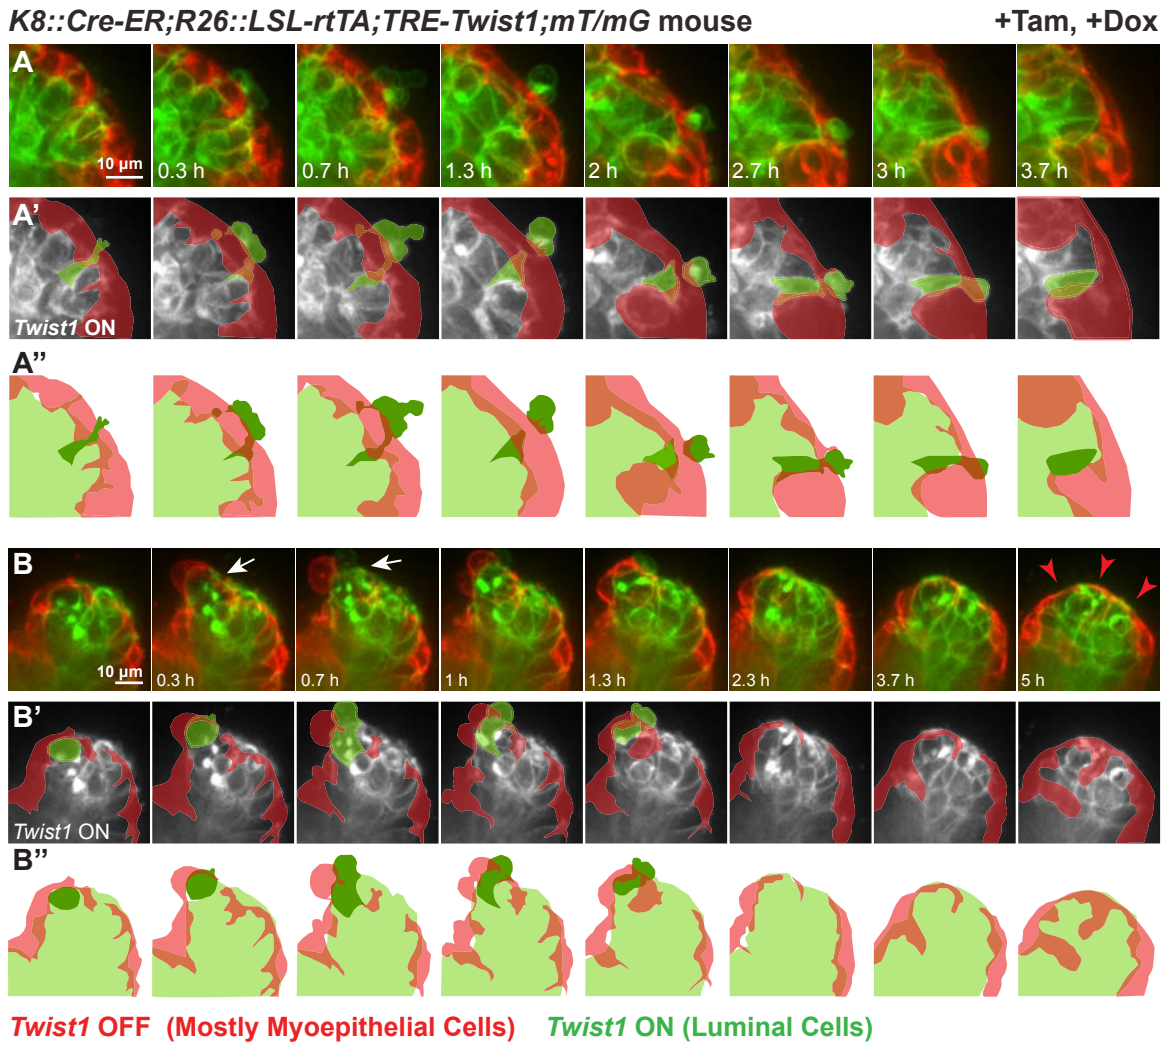 K8::Cre-ER;R26::LSL-rtTA;TRE-Twist1;mT/mG mouse +Tam, +Dox
A
10 µm 0.3 h 0.7 h 1.3 h 2 h 2.7 h 3 h 3.7 h
A'
Twist1 ON
A''
B
10 µm 0.3 h 0.7 h 1 h 1.3 h 2.3 h 3.7 h 5 h
B'
Twist1 ON
B''
Twist1 OFF (Mostly Myoepithelial Cells) Twist1 ON (Luminal Cells)